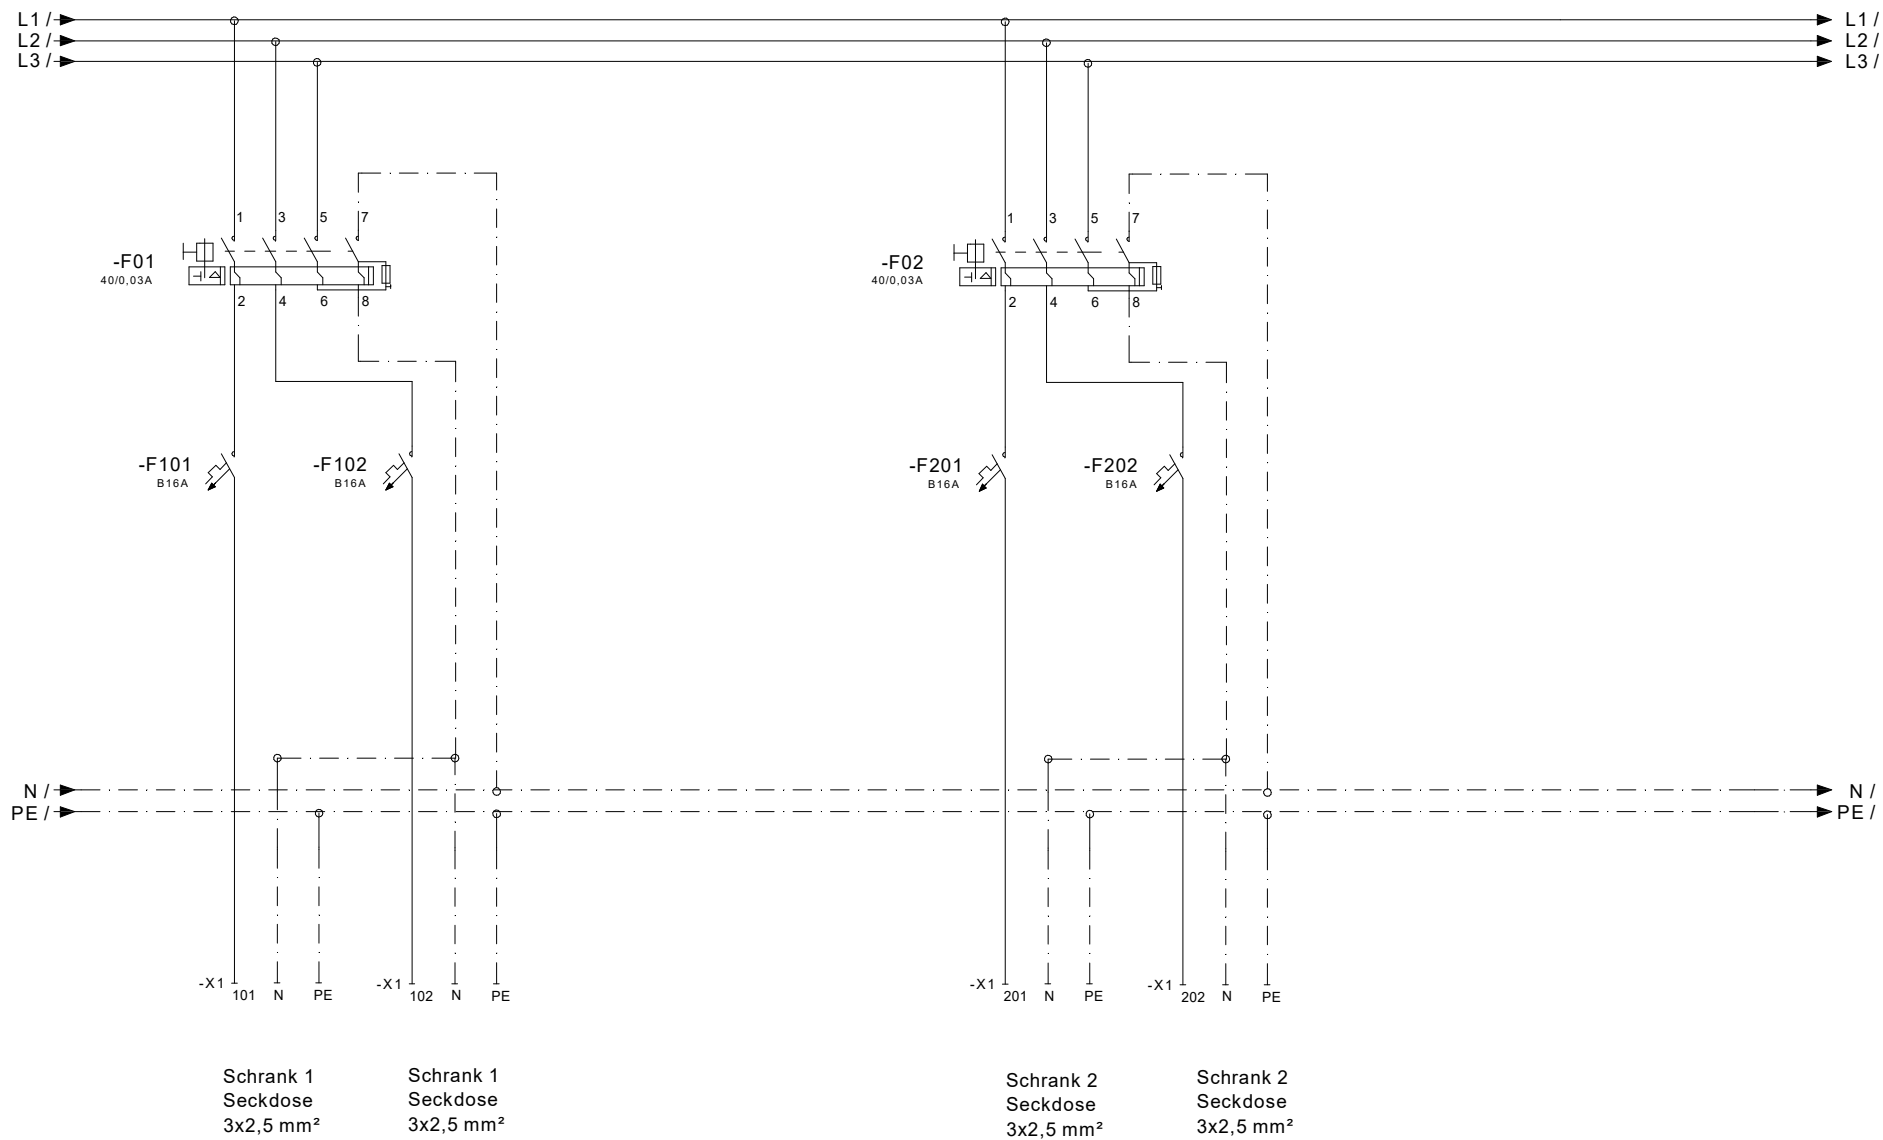 L1 /
L1 /
L2 /
L2 /
L3 /
L3 /
1 3 5 7
1 3 5 7
-F01
40/0,03A
-F02
40/0,03A
2 4 6 8
2 4 6 8
-F101
B16A
-F102
B16A
-F201
B16A
-F202
B16A
N /
N /
PE /
PE /
-X1 101 N PE
-X1 102 N PE
-X1 201 N PE
-X1 202 N PE
Schrank 1
Seckdose
3x2,5 mm²
Schrank 1
Seckdose
3x2,5 mm²
Schrank 2
Seckdose
3x2,5 mm²
Schrank 2
Seckdose
3x2,5 mm²